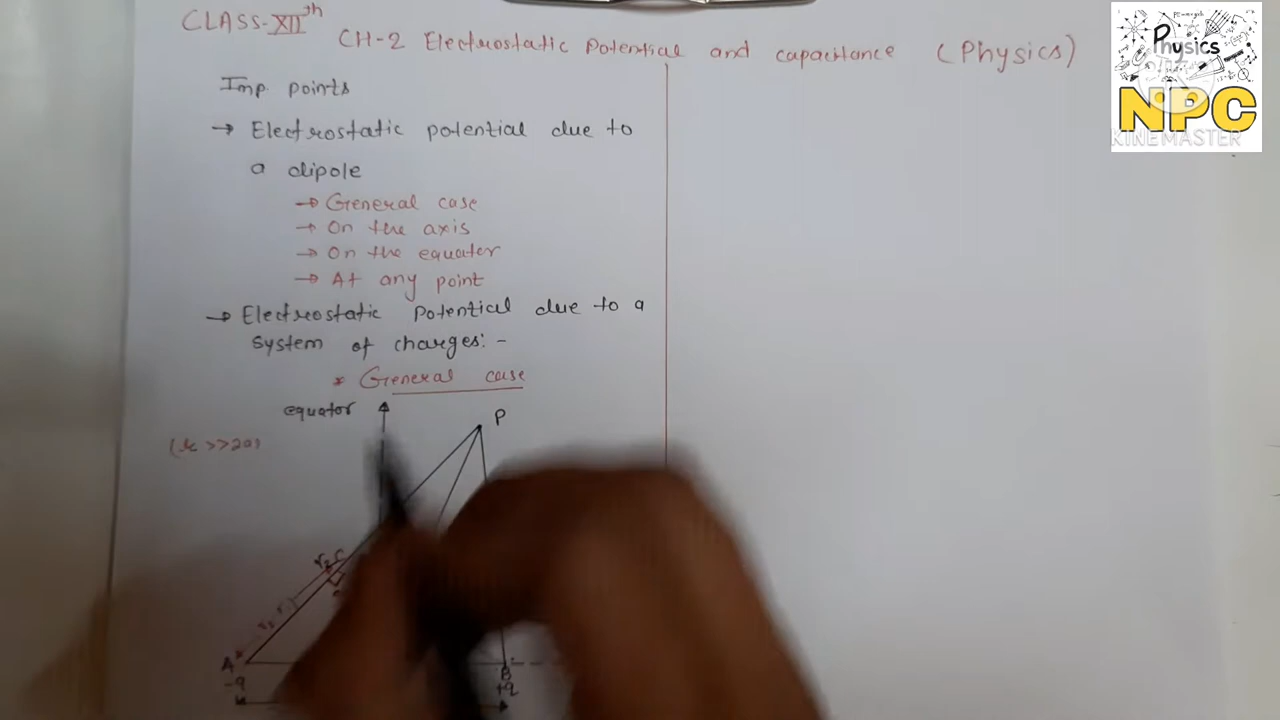 CLASS-XIIth
CH-2 Electrostatic Potential and capacitance (Physics)
Imp. points
→ Electrostatic potential due to
a dipole
→ General case
→ On the axis
→ On the equator
→ At any point
→ Electrostatic Potential due to a
system of charges: -
* General case
equator
P
A
-q
B
+q
Physics
NPC
KINEMASTER